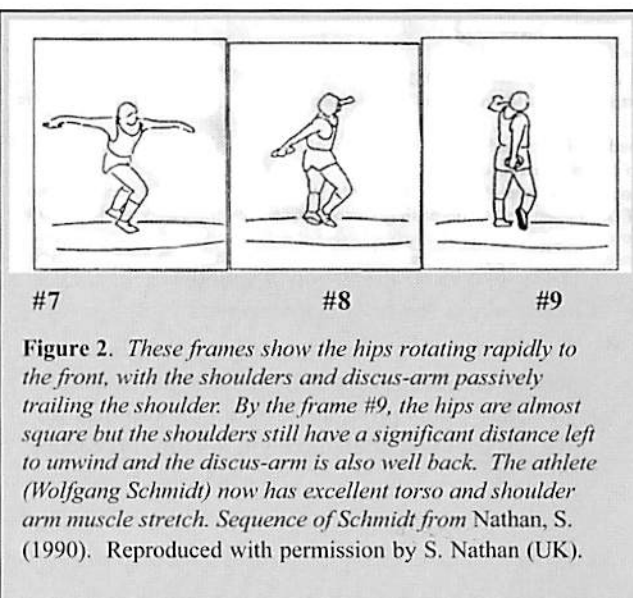 #7 #8 #9
Figure 2. These frames show the hips rotating rapidly to
the front, with the shoulders and discus-arm passively
trailing the shoulder. By the frame #9, the hips are almost
square but the shoulders still have a significant distance left
to unwind and the discus-arm is also well back. The athlete
(Wolfgang Schmidt) now has excellent torso and shoulder
arm muscle stretch. Sequence of Schmidt from Nathan, S.
(1990). Reproduced with permission by S. Nathan (UK).